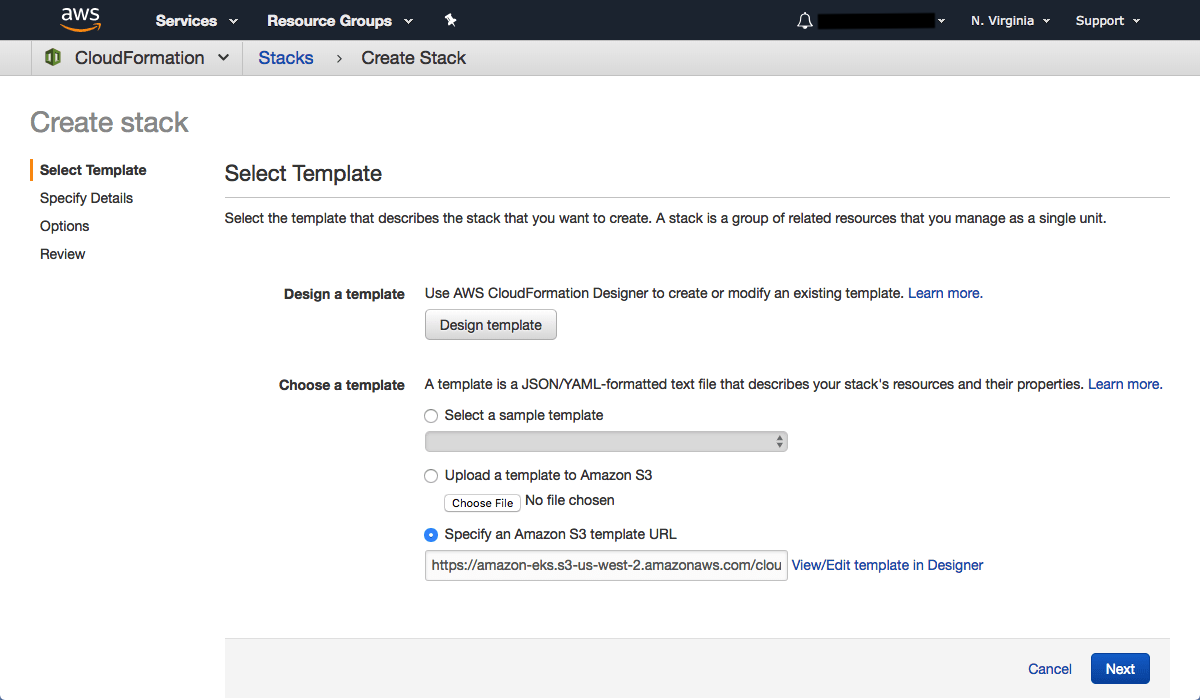 aws Services Resource Groups N. Virginia Support
CloudFormation Stacks > Create Stack
Create stack
Select Template
Specify Details
Options
Review
Select Template
Select the template that describes the stack that you want to create. A stack is a group of related resources that you manage as a single unit.
Design a template Use AWS CloudFormation Designer to create or modify an existing template. Learn more.
Design template
Choose a template A template is a JSON/YAML-formatted text file that describes your stack's resources and their properties. Learn more.
Select a sample template
Upload a template to Amazon S3
Choose File No file chosen
Specify an Amazon S3 template URL
https://amazon-eks.s3-us-west-2.amazonaws.com/clou View/Edit template in Designer
Cancel Next